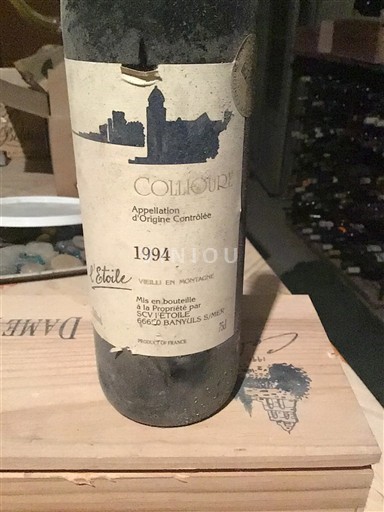 COLLIOURE
Appellation
d'Origine Contrôlée
1994
l'Etoile
VIEILLI EN MONTAGNE
Mis en bouteille
à la Propriété par
SCV L'ETOILE
66650 BANYULS S/MER
75cl
PRODUCT OF FRANCE
DAME